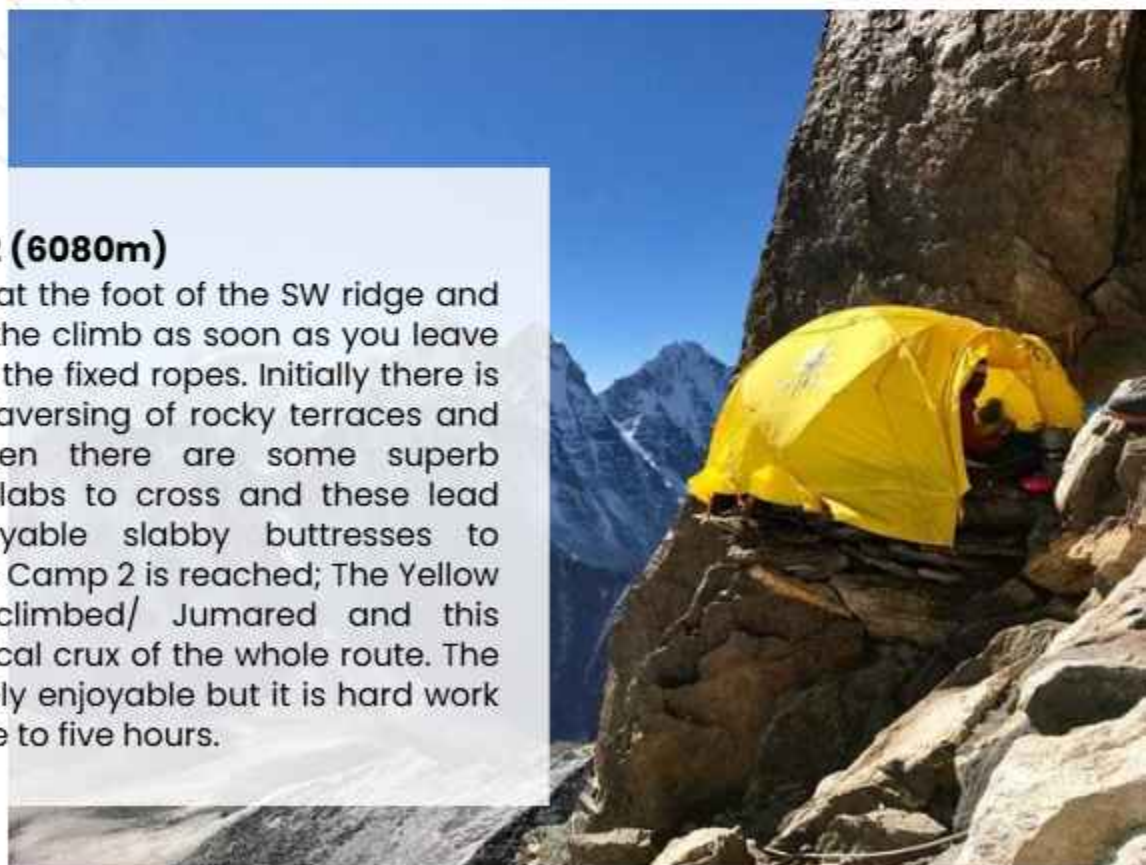 (6080m)
at the foot of the SW ridge and
the climb as soon as you leave
the fixed ropes. Initially there is
aversing of rocky terraces and
en there are some superb
labs to cross and these lead
yable slabby buttresses to
Camp 2 is reached; The Yellow
climbed/ Jumared and this
cal crux of the whole route. The
ly enjoyable but it is hard work
e to five hours.